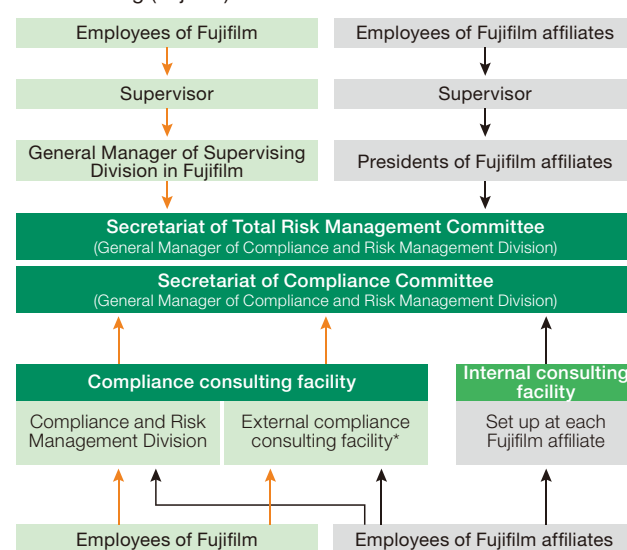 Employees of Fujifilm
Employees of Fujifilm affiliates
Supervisor
Supervisor
General Manager of Supervising
Division in Fujifilm
Presidents of Fujifilm affiliates
Secretariat of Total Risk Management Committee
(General Manager of Compliance and Risk Management Division)
Secretariat of Compliance Committee
(General Manager of Compliance and Risk Management Division)
Compliance consulting facility
Internal consulting
facility
Compliance and Risk
Management Division
External compliance
consulting facility*
Set up at each
Fujifilm affiliate
Employees of Fujifilm
Employees of Fujifilm affiliates